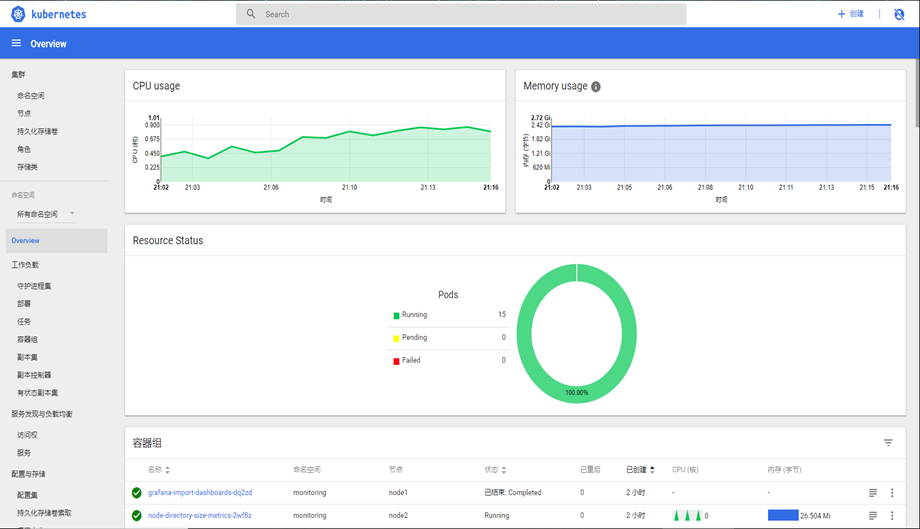 kubernetes
Search
+ 创建
Overview
集群
命名空间
节点
持久化存储卷
角色
存储类
命名空间
所有命名空间
Overview
工作负载
守护进程集
部署
任务
容器组
副本集
副本控制器
有状态副本集
服务发现与负载均衡
访问权
服务
配置与存储
配置集
持久化存储卷索取
CPU usage
CPU (核)
1.01
0.900
0.675
0.450
0.225
0
21:02 21:03 21:06 21:10 21:13 21:16
时间
Memory usage
内存 (字节)
2.72 Gi
2.42 Gi
1.82 Gi
1.21 Gi
620 Mi
0
21:02 21:03 21:05 21:06 21:08 21:10 21:11 21:13 21:15 21:16
时间
Resource Status
Pods
Running 15
Pending 0
Failed 0
100.00%
容器组
名称 命名空间 节点 状态 已重启 已创建 CPU (核) 内存 (字节)
grafana-import-dashboards-dq2zd monitoring node1 已结束: Completed 0 2 小时 - -
node-directory-size-metrics-2wf8z monitoring node2 Running 0 2 小时 0 26.504 Mi